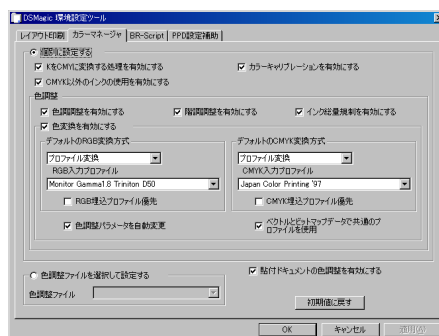 DSMagic 環境設定ツール
レイアウト印刷 カラーマネージャ BR-Script PPD設定補助
個別に設定する
KをCMYに変換する処理を有効にする カラーキャリブレーションを有効にする
CMYK以外のインクの使用を有効にする
色調整
色調調整を有効にする 階調調整を有効にする インク総量規制を有効にする
色変換を有効にする
デフォルトのRGB変換方式 デフォルトのCMYK変換方式
プロファイル変換 プロファイル変換
RGB入力プロファイル CMYK入力プロファイル
Monitor Gamma1.8 Triniton D50 Japan Color Printing '97
RGB埋込プロファイル優先 CMYK埋込プロファイル優先
色調整パラメータを自動変更 ベクトルとビットマップデータで共通のプ
ロファイルを使用
色調整ファイルを選択して設定する 貼付ドキュメントの色調整を有効にする
色調整ファイル
初期値に戻す
OK キャンセル 適用(A)